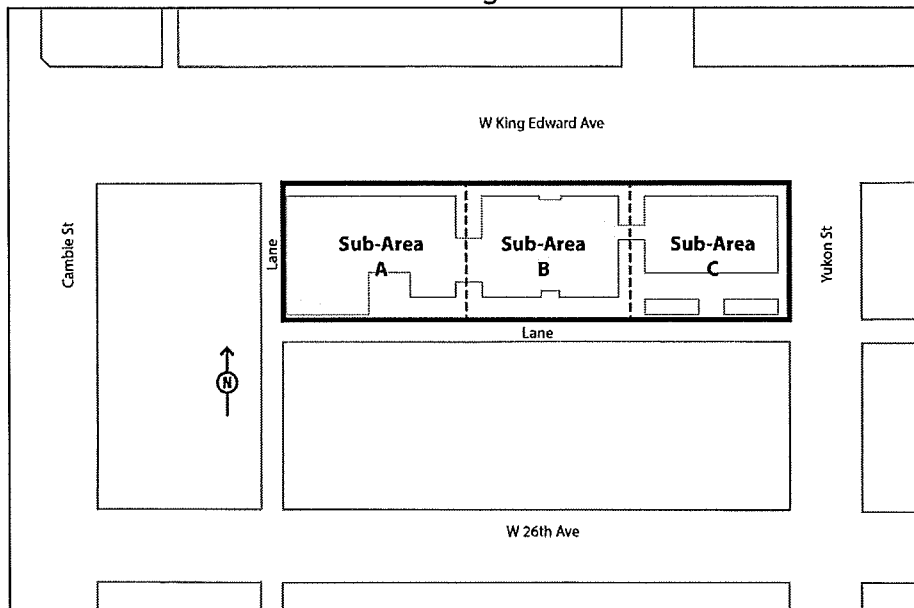 W King Edward Ave
Cambie St
Lane
Sub-Area
A
Sub-Area
B
Sub-Area
C
Yukon St
Lane
N
W 26th Ave